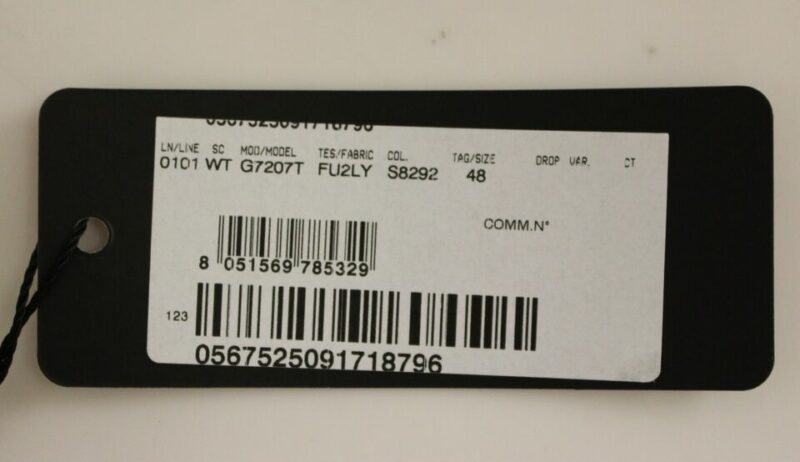 0567525091718796
LN/LINE SC MOD/MODEL TES/FABRIC COL. TAG/SIZE DROP VAR. CT
0101 WT G7207T FU2LY S8292 48
COMM.N°
8 051569 785329
123
0567525091718796